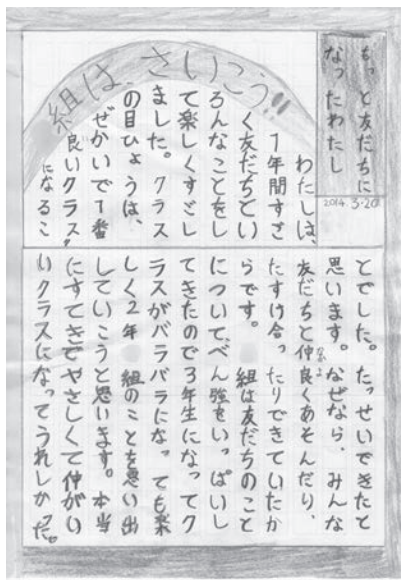 もっと友だちに
なったわたし
2014.3.20
組は さいこう!!
わたしは、
1年間すご
く友だちとい
ろんなことをし
て楽しくすごし
ました。クラス
の目ひょうは、
"せかいで1番
良いクラス"
になるこ
とでした。たっせいできたと
思います。なぜなら、みんな
友だちと仲良くあそんだり、
たすけ合ったりできていたか
らです。 組は友だちのこと
についてべん強をいっぱいし
てきたので3年生になってク
ラスがバラバラになっても楽
しく2年 組のことを思い出
していこうと思います。本当
にすてきでやさしくて仲がい
いクラスになってうれしかった。